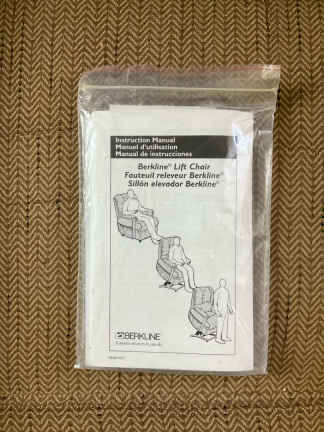 Instruction Manual
Manuel d'utilisation
Manual de instrucciones
Berkline® Lift Chair
Fauteuil releveur Berkline®
Sillón elevador Berkline®
BERKLINE